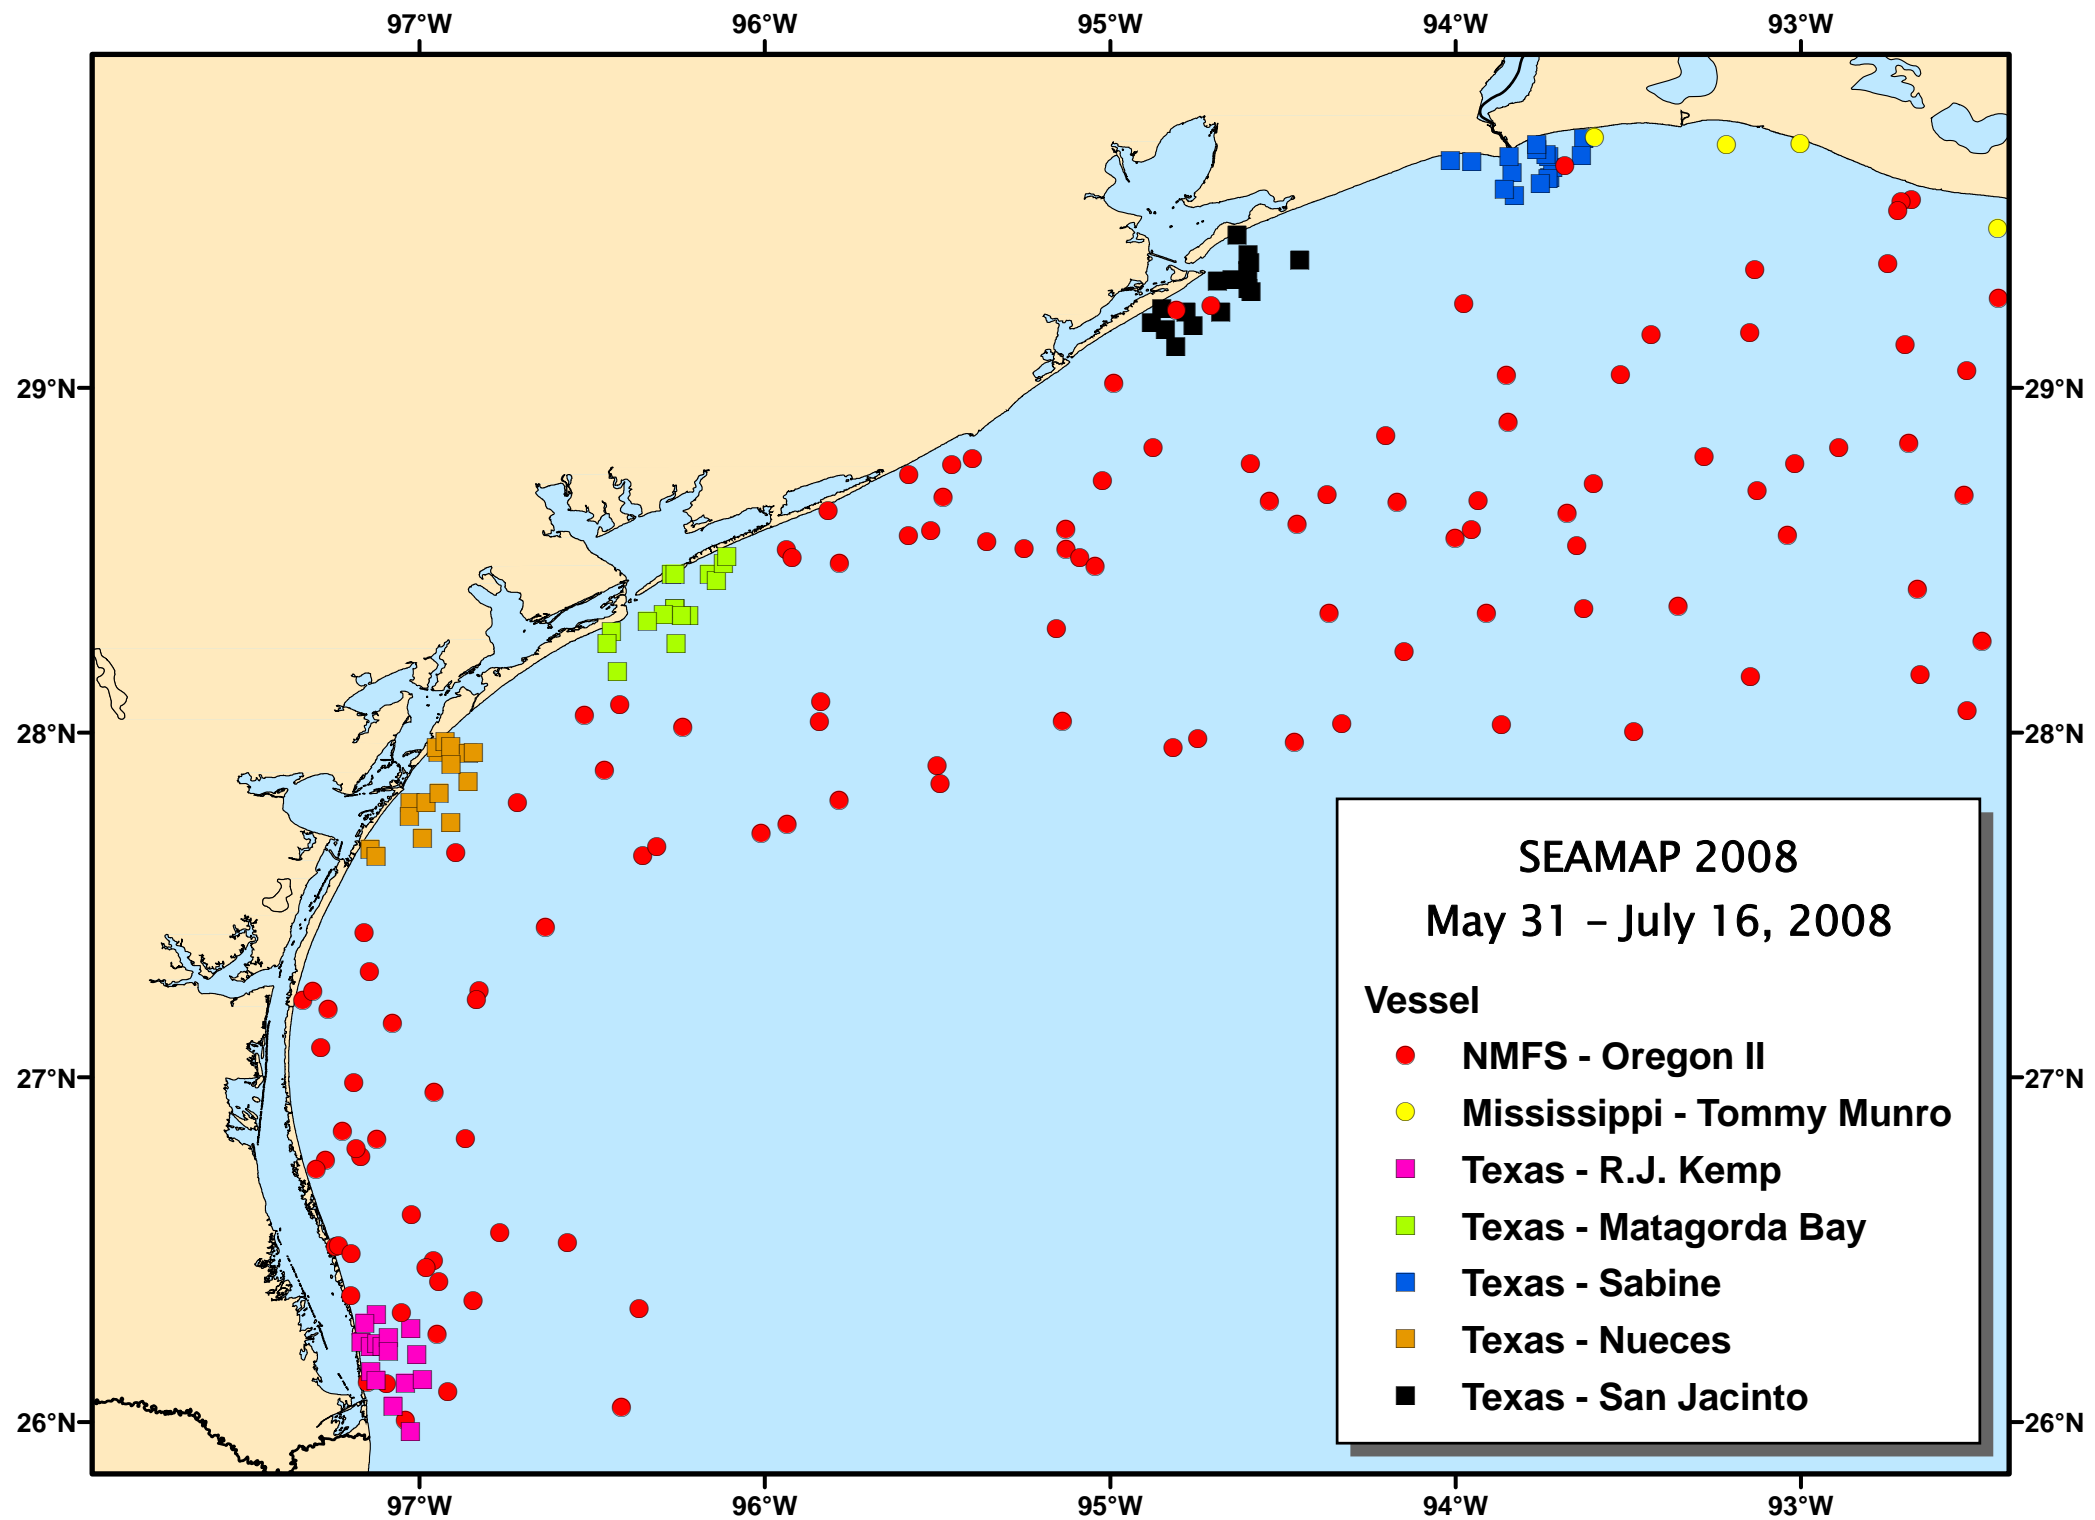 97°W 96°W 95°W 94°W 93°W
29°N 29°N
28°N 28°N
27°N 27°N
26°N 26°N
SEAMAP 2008
May 31 – July 16, 2008
Vessel
NMFS - Oregon II
Mississippi - Tommy Munro
Texas - R.J. Kemp
Texas - Matagorda Bay
Texas - Sabine
Texas - Nueces
Texas - San Jacinto
97°W 96°W 95°W 94°W 93°W